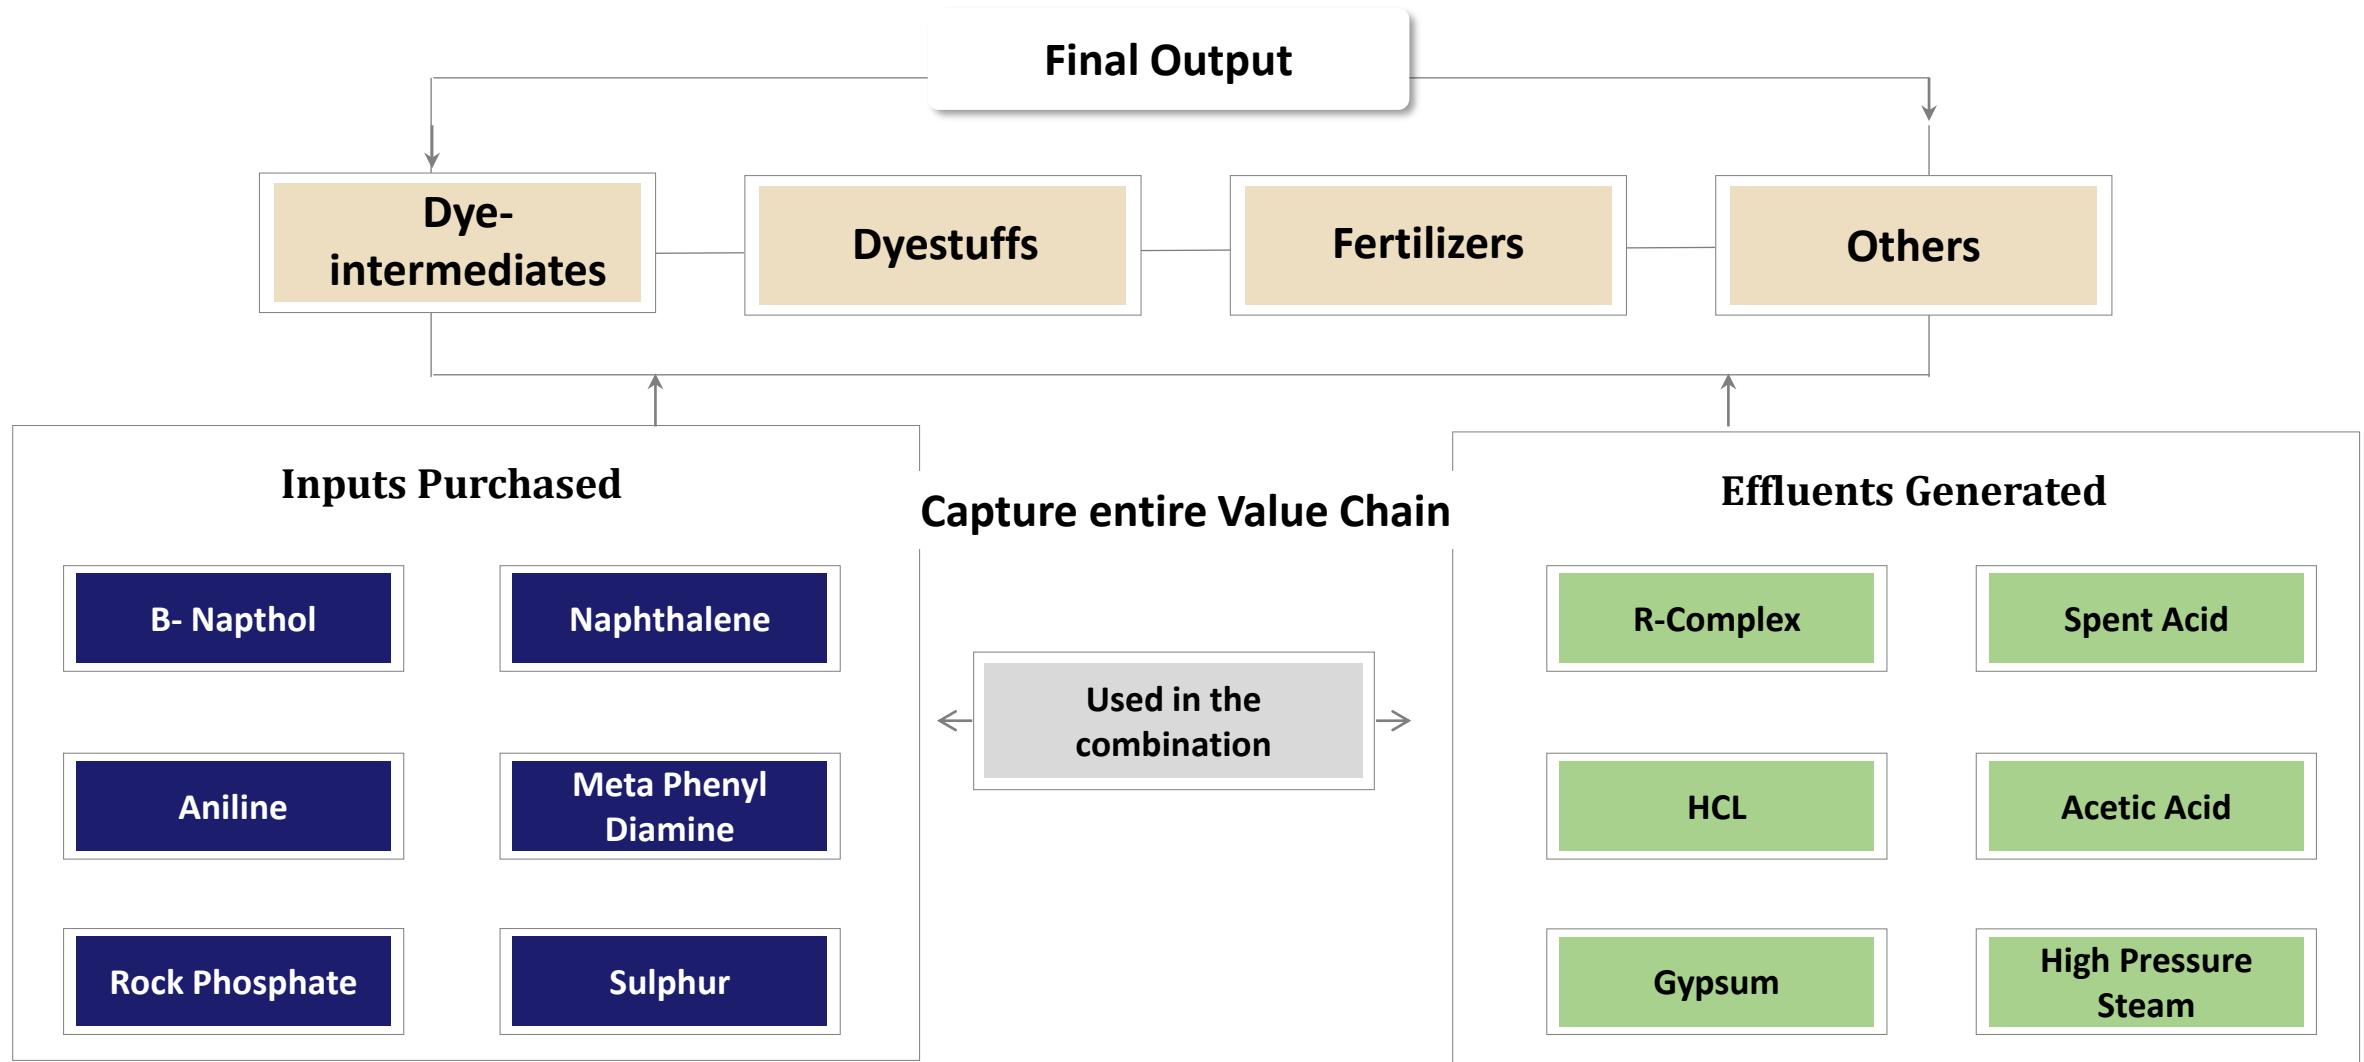 Final Output
Dye-
intermediates
Dyestuffs
Fertilizers
Others
Inputs Purchased
Capture entire Value Chain
Effluents Generated
B- Napthol
Naphthalene
Aniline
Meta Phenyl
Diamine
Rock Phosphate
Sulphur
Used in the
combination
R-Complex
Spent Acid
HCL
Acetic Acid
Gypsum
High Pressure
Steam